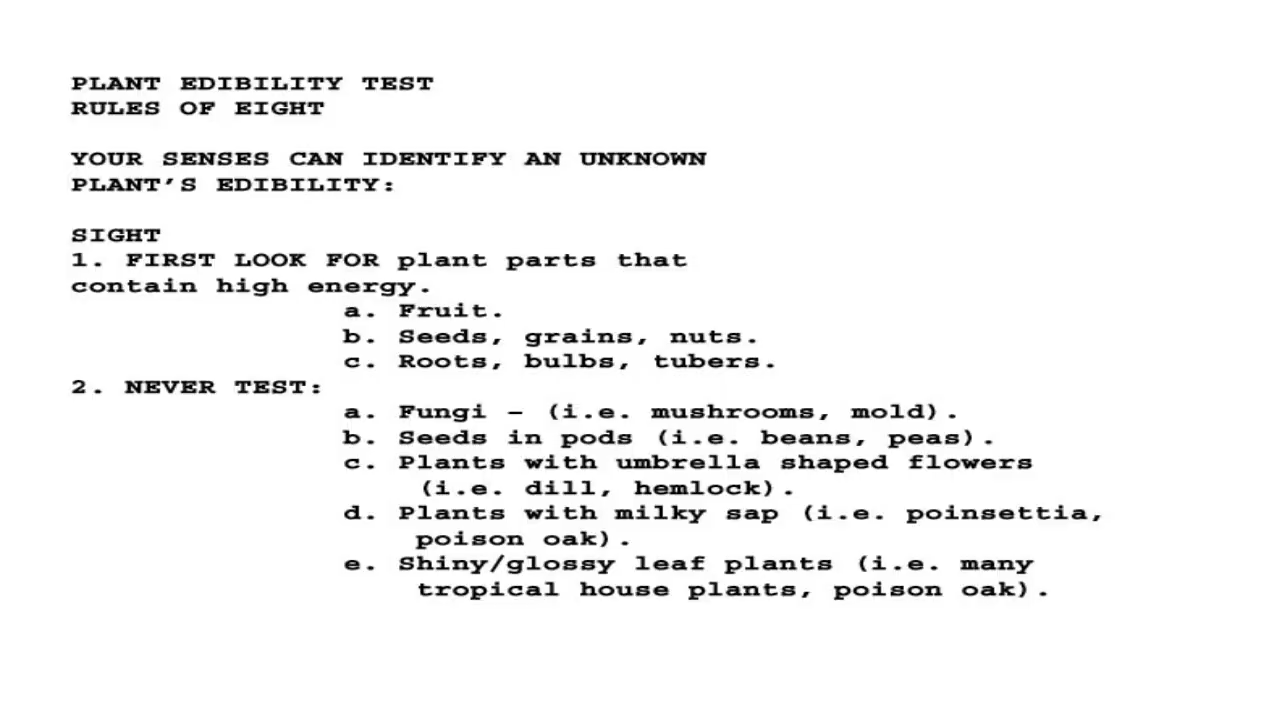 PLANT EDIBILITY TEST
RULES OF EIGHT
YOUR SENSES CAN IDENTIFY AN UNKNOWN
PLANT’S EDIBILITY:
SIGHT
1. FIRST LOOK FOR plant parts that
contain high energy.
a. Fruit.
b. Seeds, grains, nuts.
c. Roots, bulbs, tubers.
2. NEVER TEST:
a. Fungi – (i.e. mushrooms, mold).
b. Seeds in pods (i.e. beans, peas).
c. Plants with umbrella shaped flowers
(i.e. dill, hemlock).
d. Plants with milky sap (i.e. poinsettia,
poison oak).
e. Shiny/glossy leaf plants (i.e. many
tropical house plants, poison oak).